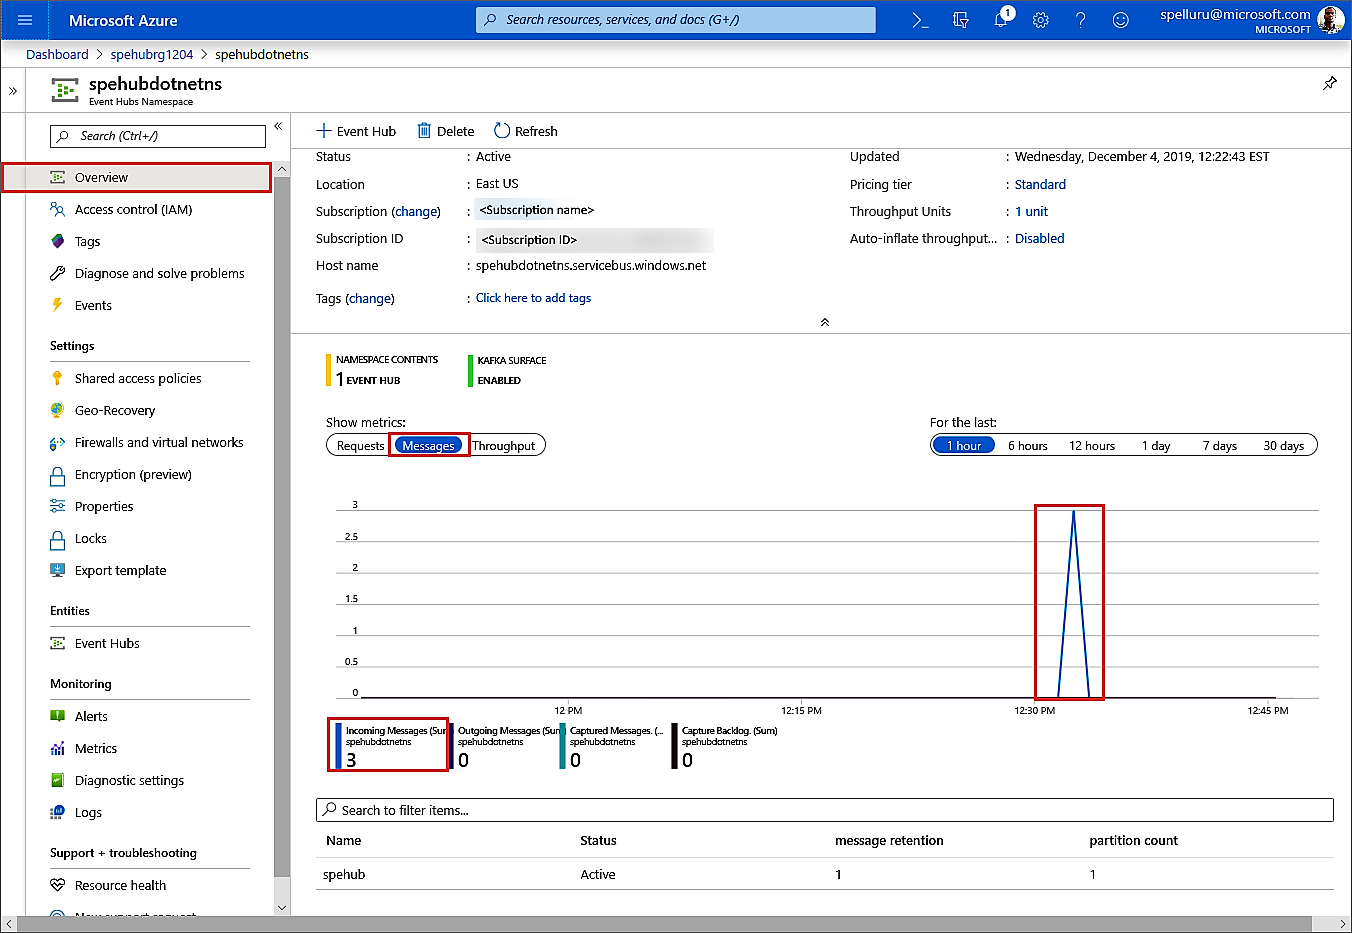 Microsoft Azure
Search resources, services, and docs (G+/)
1
spelluru@microsoft.com
MICROSOFT
Dashboard > spehubrg1204 > spehubdotnetns
spehubdotnetns
Event Hubs Namespace
Search (Ctrl+/)
Overview
Access control (IAM)
Tags
Diagnose and solve problems
Events
Settings
Shared access policies
Geo-Recovery
Firewalls and virtual networks
Encryption (preview)
Properties
Locks
Export template
Entities
Event Hubs
Monitoring
Alerts
Metrics
Diagnostic settings
Logs
Support + troubleshooting
Resource health
New support request
Event Hub Delete Refresh
Status : Active
Location : East US
Subscription (change) : <Subscription name>
Subscription ID : <Subscription ID>
Host name : spehubdotnetns.servicebus.windows.net
Tags (change) : Click here to add tags
Updated : Wednesday, December 4, 2019, 12:22:43 EST
Pricing tier : Standard
Throughput Units : 1 unit
Auto-inflate throughput... : Disabled
NAMESPACE CONTENTS
1 EVENT HUB
KAFKA SURFACE
ENABLED
Show metrics:
Requests Messages Throughput
For the last:
1 hour 6 hours 12 hours 1 day 7 days 30 days
3
2.5
2
1.5
1
0.5
0
12 PM 12:15 PM 12:30 PM 12:45 PM
Incoming Messages (Sum
spehubdotnetns
3
Outgoing Messages (Sum
spehubdotnetns
0
Captured Messages. (...
spehubdotnetns
0
Capture Backlog. (Sum)
spehubdotnetns
0
Search to filter items...
Name Status message retention partition count
spehub Active 1 1